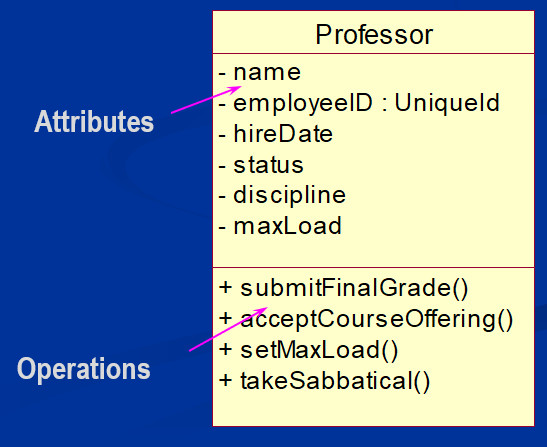 Professor
- name
- employeeID : UniqueId
- hireDate
- status
- discipline
- maxLoad
Attributes
+ submitFinalGrade()
+ acceptCourseOffering()
+ setMaxLoad()
+ takeSabbatical()
Operations